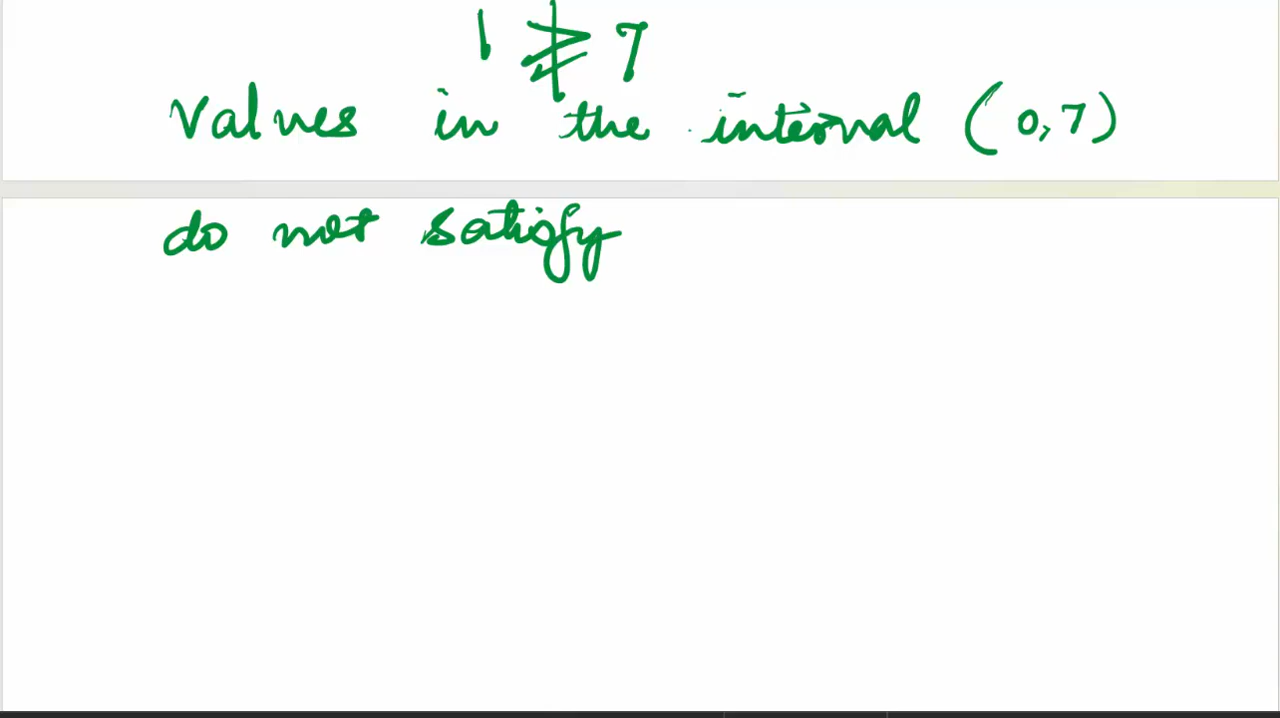 1 ≱ 7
Values in the interval (0,7)
do not satisfy